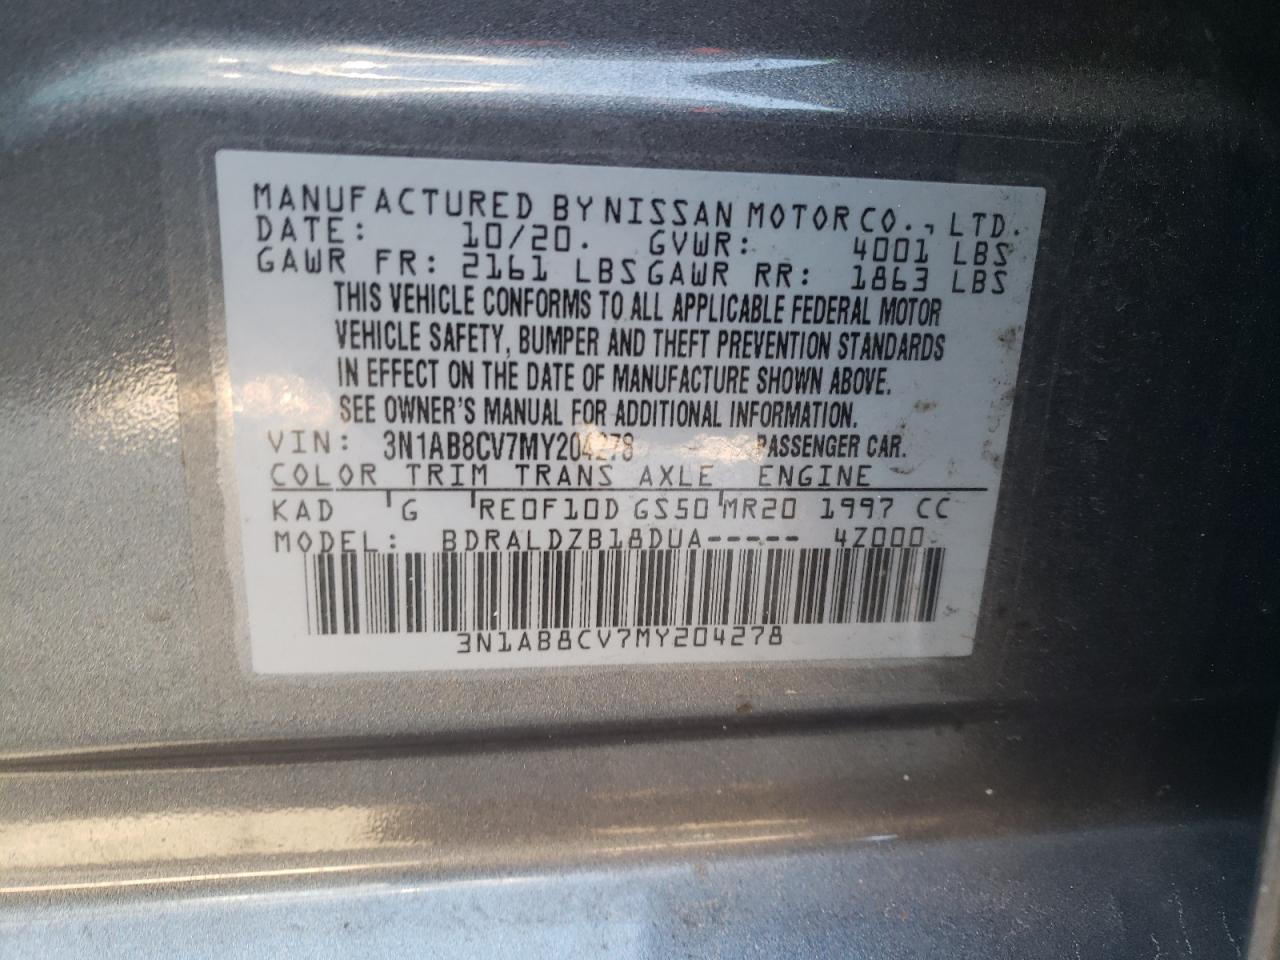 MANUFACTURED BY NISSAN MOTOR CO., LTD.
DATE: 10/20. GVWR: 4001 LBS
GAWR FR: 2161 LBS GAWR RR: 1863 LBS
THIS VEHICLE CONFORMS TO ALL APPLICABLE FEDERAL MOTOR
VEHICLE SAFETY, BUMPER AND THEFT PREVENTION STANDARDS
IN EFFECT ON THE DATE OF MANUFACTURE SHOWN ABOVE.
SEE OWNER'S MANUAL FOR ADDITIONAL INFORMATION.
VIN: 3N1AB8CV7MY204278 PASSENGER CAR.
COLOR TRIM TRANS AXLE ENGINE
KAD G RE0F10D GS50 MR20 1997 CC
MODEL: BDRALDZB18DUA----- 4Z000-
3N1AB8CV7MY204278